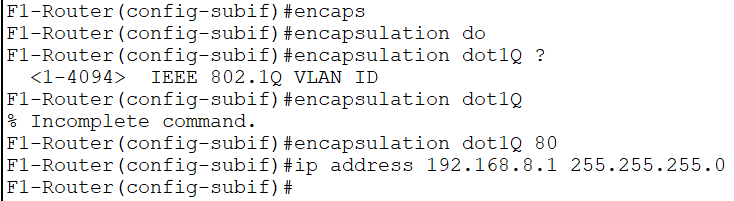 F1-Router(config-subif)#encaps
F1-Router(config-subif)#encapsulation do
F1-Router(config-subif)#encapsulation dot1Q ?
  <1-4094>  IEEE 802.1Q VLAN ID
F1-Router(config-subif)#encapsulation dot1Q
% Incomplete command.
F1-Router(config-subif)#encapsulation dot1Q 80
F1-Router(config-subif)#ip address 192.168.8.1 255.255.255.0
F1-Router(config-subif)#